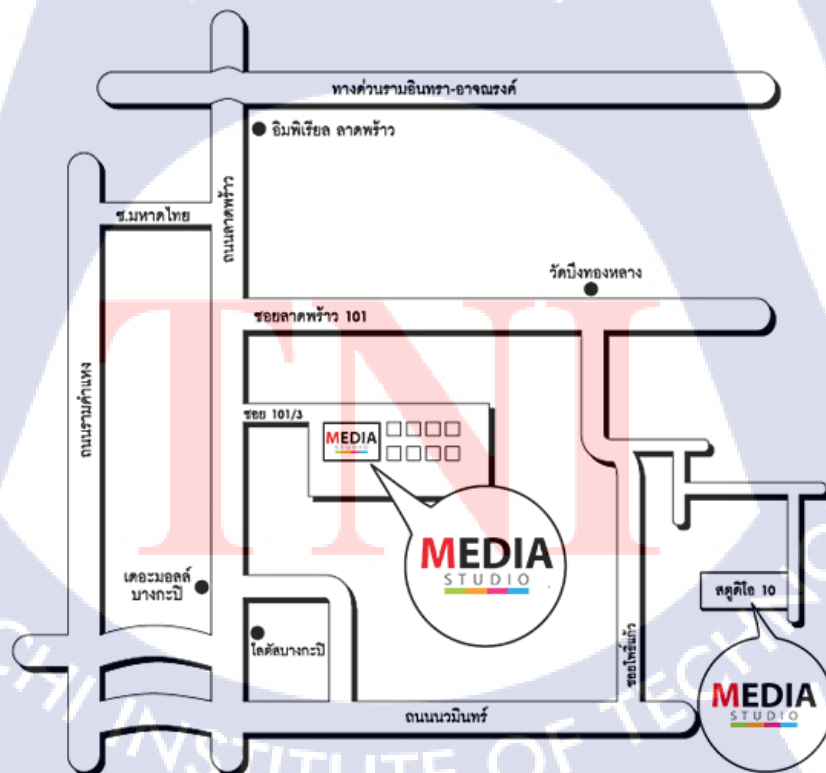 ทางด่วนรามอินทรา-อาจณรงค์
อิมพีเรียล ลาดพร้าว
ถนนลาดพร้าว
ซ.มหาดไทย
วัดบึงทองหลาง
ซอยลาดพร้าว 101
TNI
ถนนรามคำแหง
ซอย 101/3
MEDIA
STUDIO
MEDIA
STUDIO
เดอะมอลล์
บางกะปิ
สตูดิโอ 10
โลตัสบางกะปิ
ซอยโพธิ์แก้ว
MEDIA
STUDIO
ถนนนวมินทร์
INSTITUTE OF